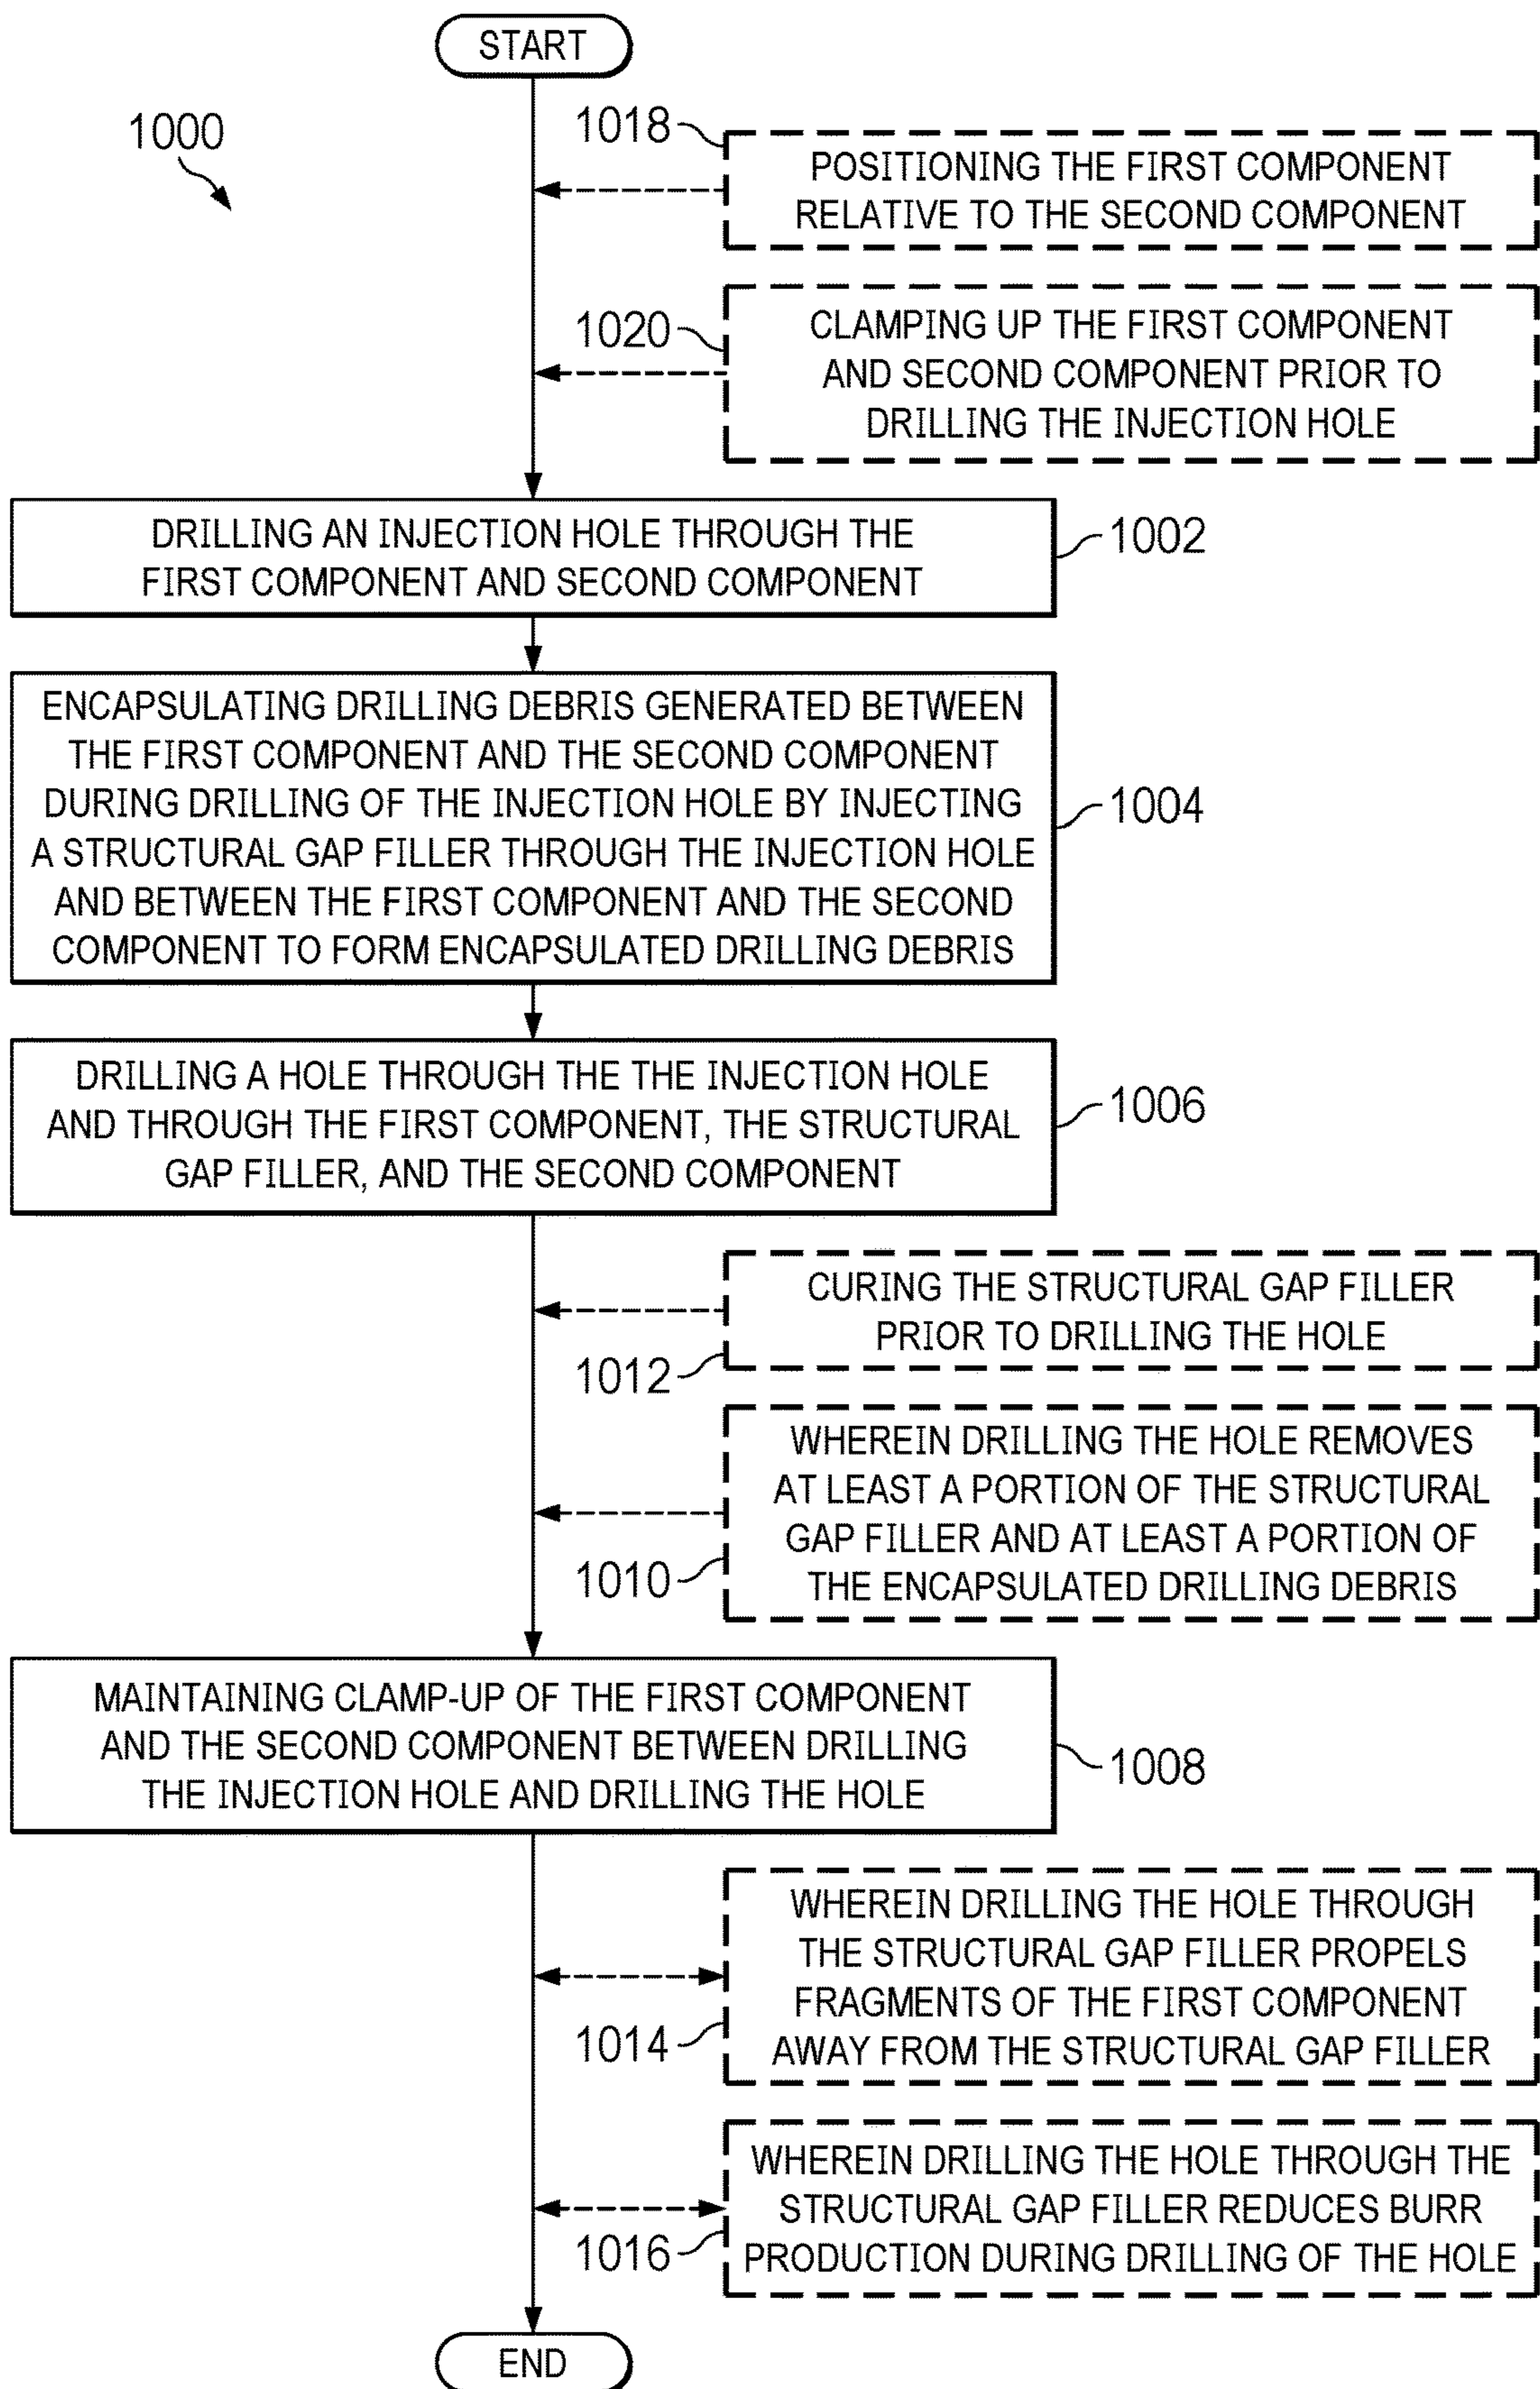 START
1000
1018
POSITIONING THE FIRST COMPONENT
RELATIVE TO THE SECOND COMPONENT
1020
CLAMPING UP THE FIRST COMPONENT
AND SECOND COMPONENT PRIOR TO
DRILLING THE INJECTION HOLE
DRILLING AN INJECTION HOLE THROUGH THE
FIRST COMPONENT AND SECOND COMPONENT
1002
ENCAPSULATING DRILLING DEBRIS GENERATED BETWEEN
THE FIRST COMPONENT AND THE SECOND COMPONENT
DURING DRILLING OF THE INJECTION HOLE BY INJECTING
A STRUCTURAL GAP FILLER THROUGH THE INJECTION HOLE
AND BETWEEN THE FIRST COMPONENT AND THE SECOND
COMPONENT TO FORM ENCAPSULATED DRILLING DEBRIS
1004
DRILLING A HOLE THROUGH THE THE INJECTION HOLE
AND THROUGH THE FIRST COMPONENT, THE STRUCTURAL
GAP FILLER, AND THE SECOND COMPONENT
1006
CURING THE STRUCTURAL GAP FILLER
PRIOR TO DRILLING THE HOLE
1012
WHEREIN DRILLING THE HOLE REMOVES
AT LEAST A PORTION OF THE STRUCTURAL
GAP FILLER AND AT LEAST A PORTION OF
THE ENCAPSULATED DRILLING DEBRIS
1010
MAINTAINING CLAMP-UP OF THE FIRST COMPONENT
AND THE SECOND COMPONENT BETWEEN DRILLING
THE INJECTION HOLE AND DRILLING THE HOLE
1008
WHEREIN DRILLING THE HOLE THROUGH
THE STRUCTURAL GAP FILLER PROPELS
FRAGMENTS OF THE FIRST COMPONENT
AWAY FROM THE STRUCTURAL GAP FILLER
1014
WHEREIN DRILLING THE HOLE THROUGH THE
STRUCTURAL GAP FILLER REDUCES BURR
PRODUCTION DURING DRILLING OF THE HOLE
1016
END